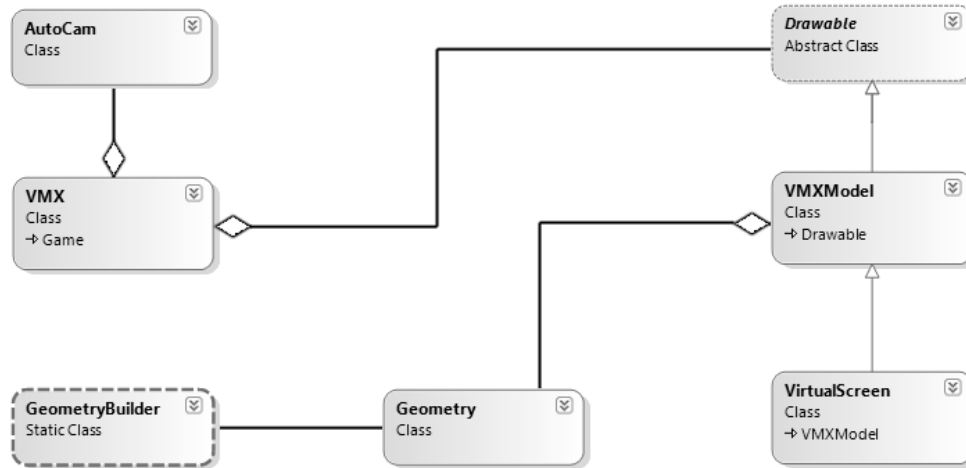 AutoCam
Class
Drawable
Abstract Class
VMX
Class
Game
VMXModel
Class
Drawable
GeometryBuilder
Static Class
Geometry
Class
VirtualScreen
Class
VMXModel